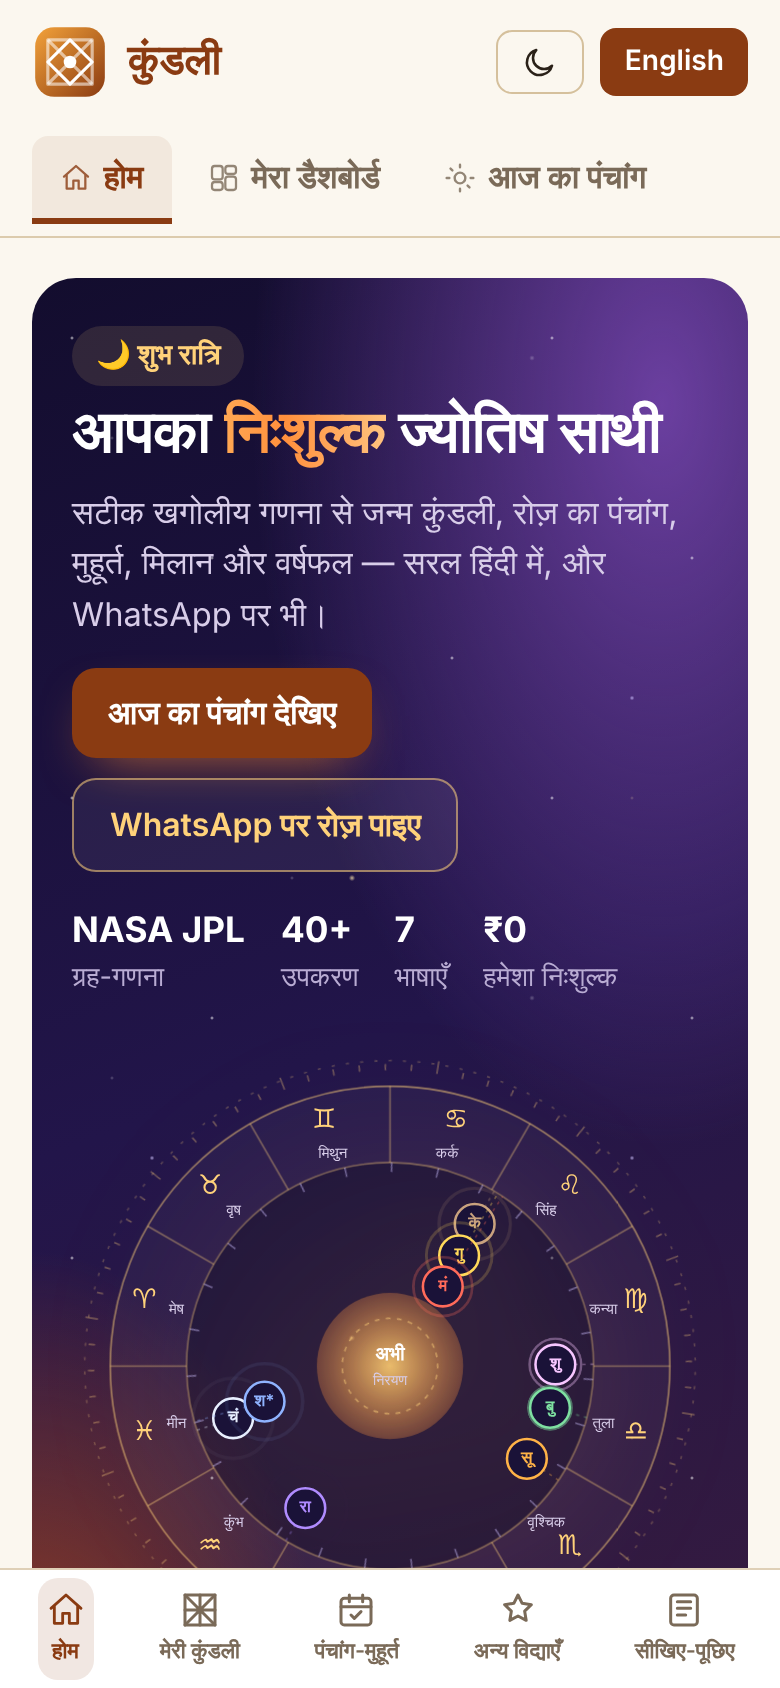 कुंडली
English
होम
मेरा डैशबोर्ड
आज का पंचांग
शुभ रात्रि
आपका निःशुल्क ज्योतिष साथी
सटीक खगोलीय गणना से जन्म कुंडली, रोज़ का पंचांग,
मुहूर्त, मिलान और वर्षफल — सरल हिंदी में, और
WhatsApp पर भी।
आज का पंचांग देखिए
WhatsApp पर रोज़ पाइए
NASA JPL 40+ 7 ₹0
ग्रह-गणना उपकरण भाषाएँ हमेशा निःशुल्क
♊ ♋
मिथुन कर्क
♉ ♌
वृष सिंह
के
गु
मं
♈ मेष कन्या ♍
अभी
निरयण
शु
श*
बु
चं
♓ मीन तुला ♎
सू
रा
कुंभ वृश्चिक
♒ ♏
होम
मेरी कुंडली
पंचांग-मुहूर्त
अन्य विद्याएँ
सीखिए-पूछिए